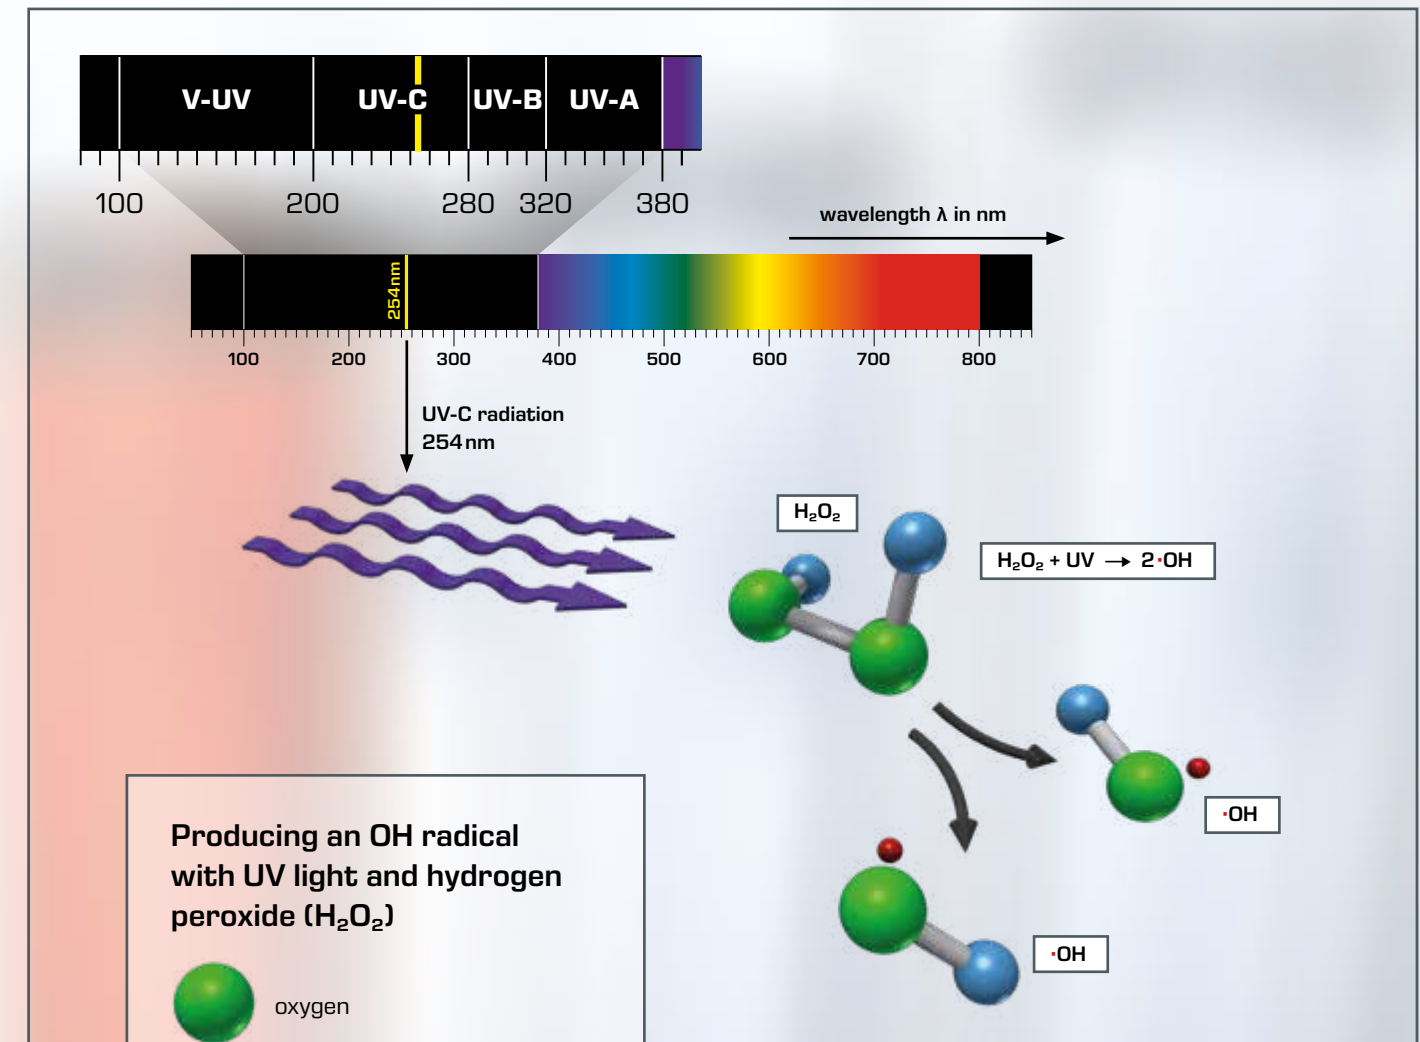 V-UV UV-C UV-B UV-A
100 200 280 320 380
wavelength λ in nm
254nm
100 200 300 400 500 600 700 800
UV-C radiation
254 nm
H₂O₂
H₂O₂ + UV → 2·OH
·OH
·OH
Producing an OH radical
with UV light and hydrogen
peroxide (H₂O₂)
oxygen